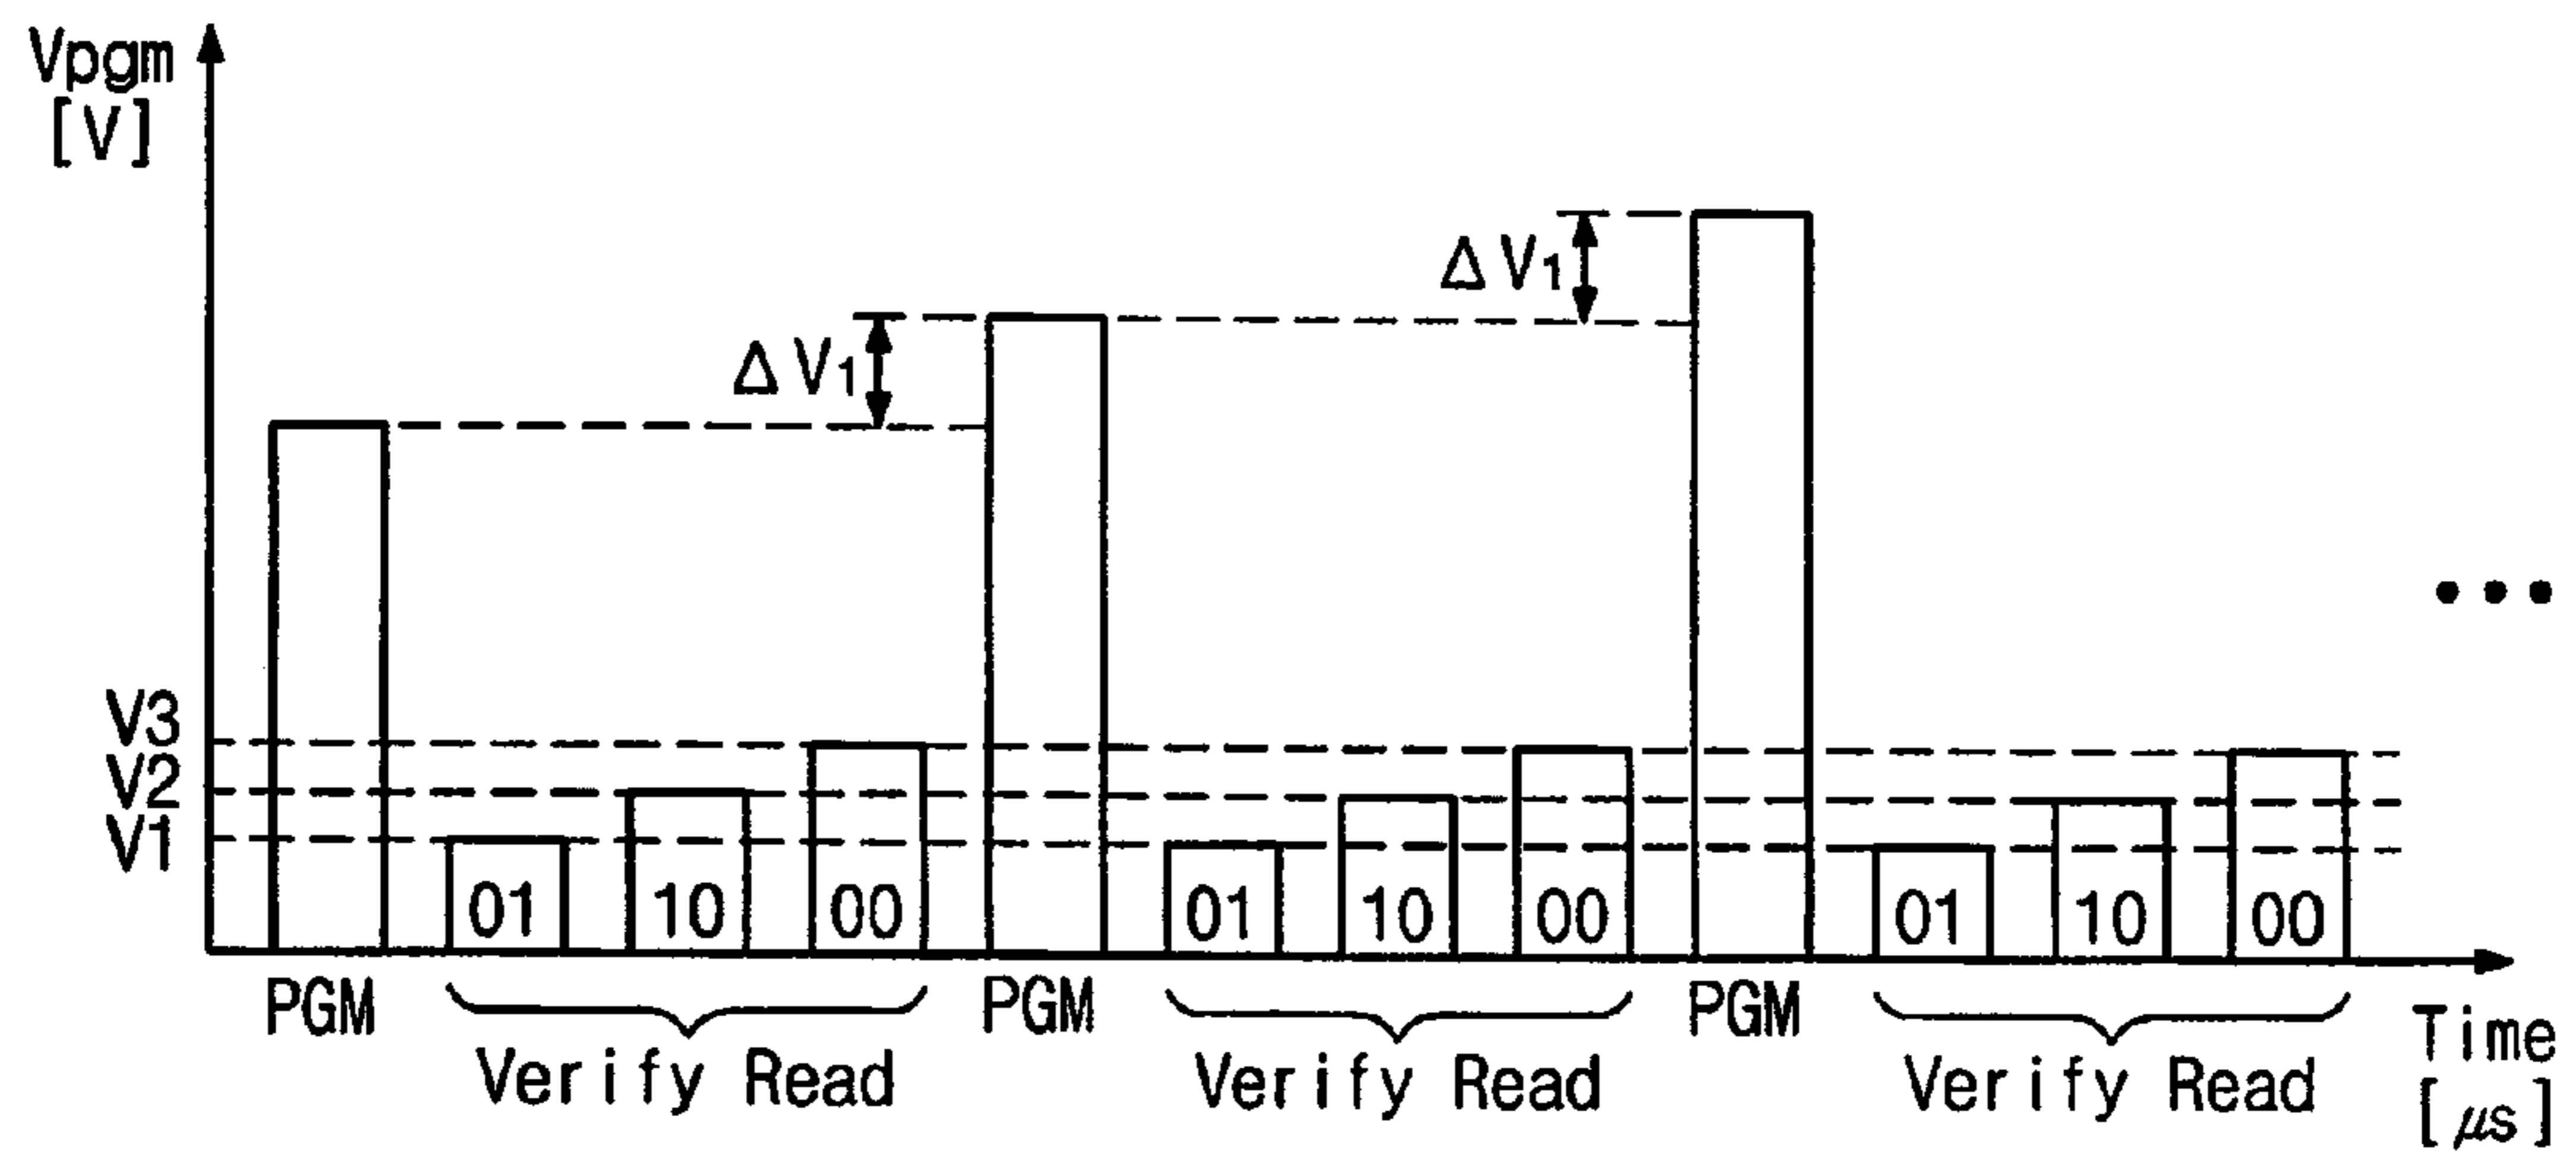 Vpgm
[V]
ΔV1
ΔV1
V3
V2
V1
01 10 00 01 10 00 01 10 00
PGM PGM PGM
Verify Read Verify Read Verify Read
Time
[μs]